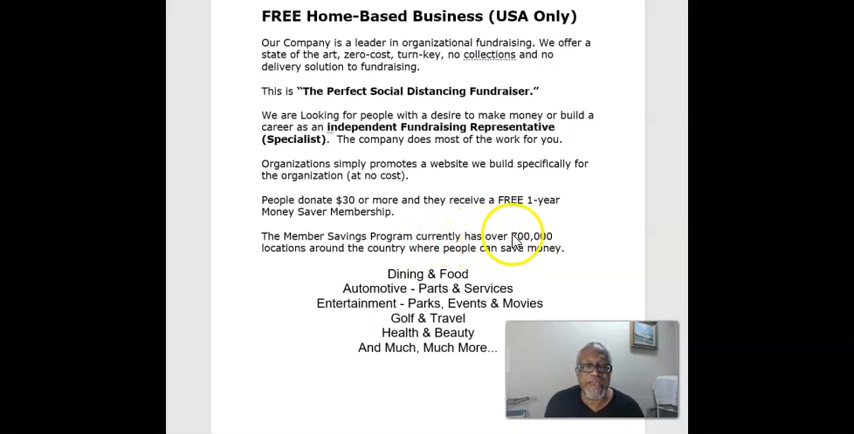 FREE Home-Based Business (USA Only)
Our Company is a leader in organizational fundraising. We offer a
state of the art, zero-cost, turn-key, no collections and no
delivery solution to fundraising.
This is “The Perfect Social Distancing Fundraiser.”
We are Looking for people with a desire to make money or build a
career as an independent Fundraising Representative
(Specialist). The company does most of the work for you.
Organizations simply promotes a website we build specifically for
the organization (at no cost).
People donate $30 or more and they receive a FREE 1-year
Money Saver Membership.
The Member Savings Program currently has over
locations around the country where people can save money.
Dining & Food
Automotive - Parts & Services
Entertainment - Parks, Events & Movies
Golf & Travel
Health & Beauty
And Much, Much More...